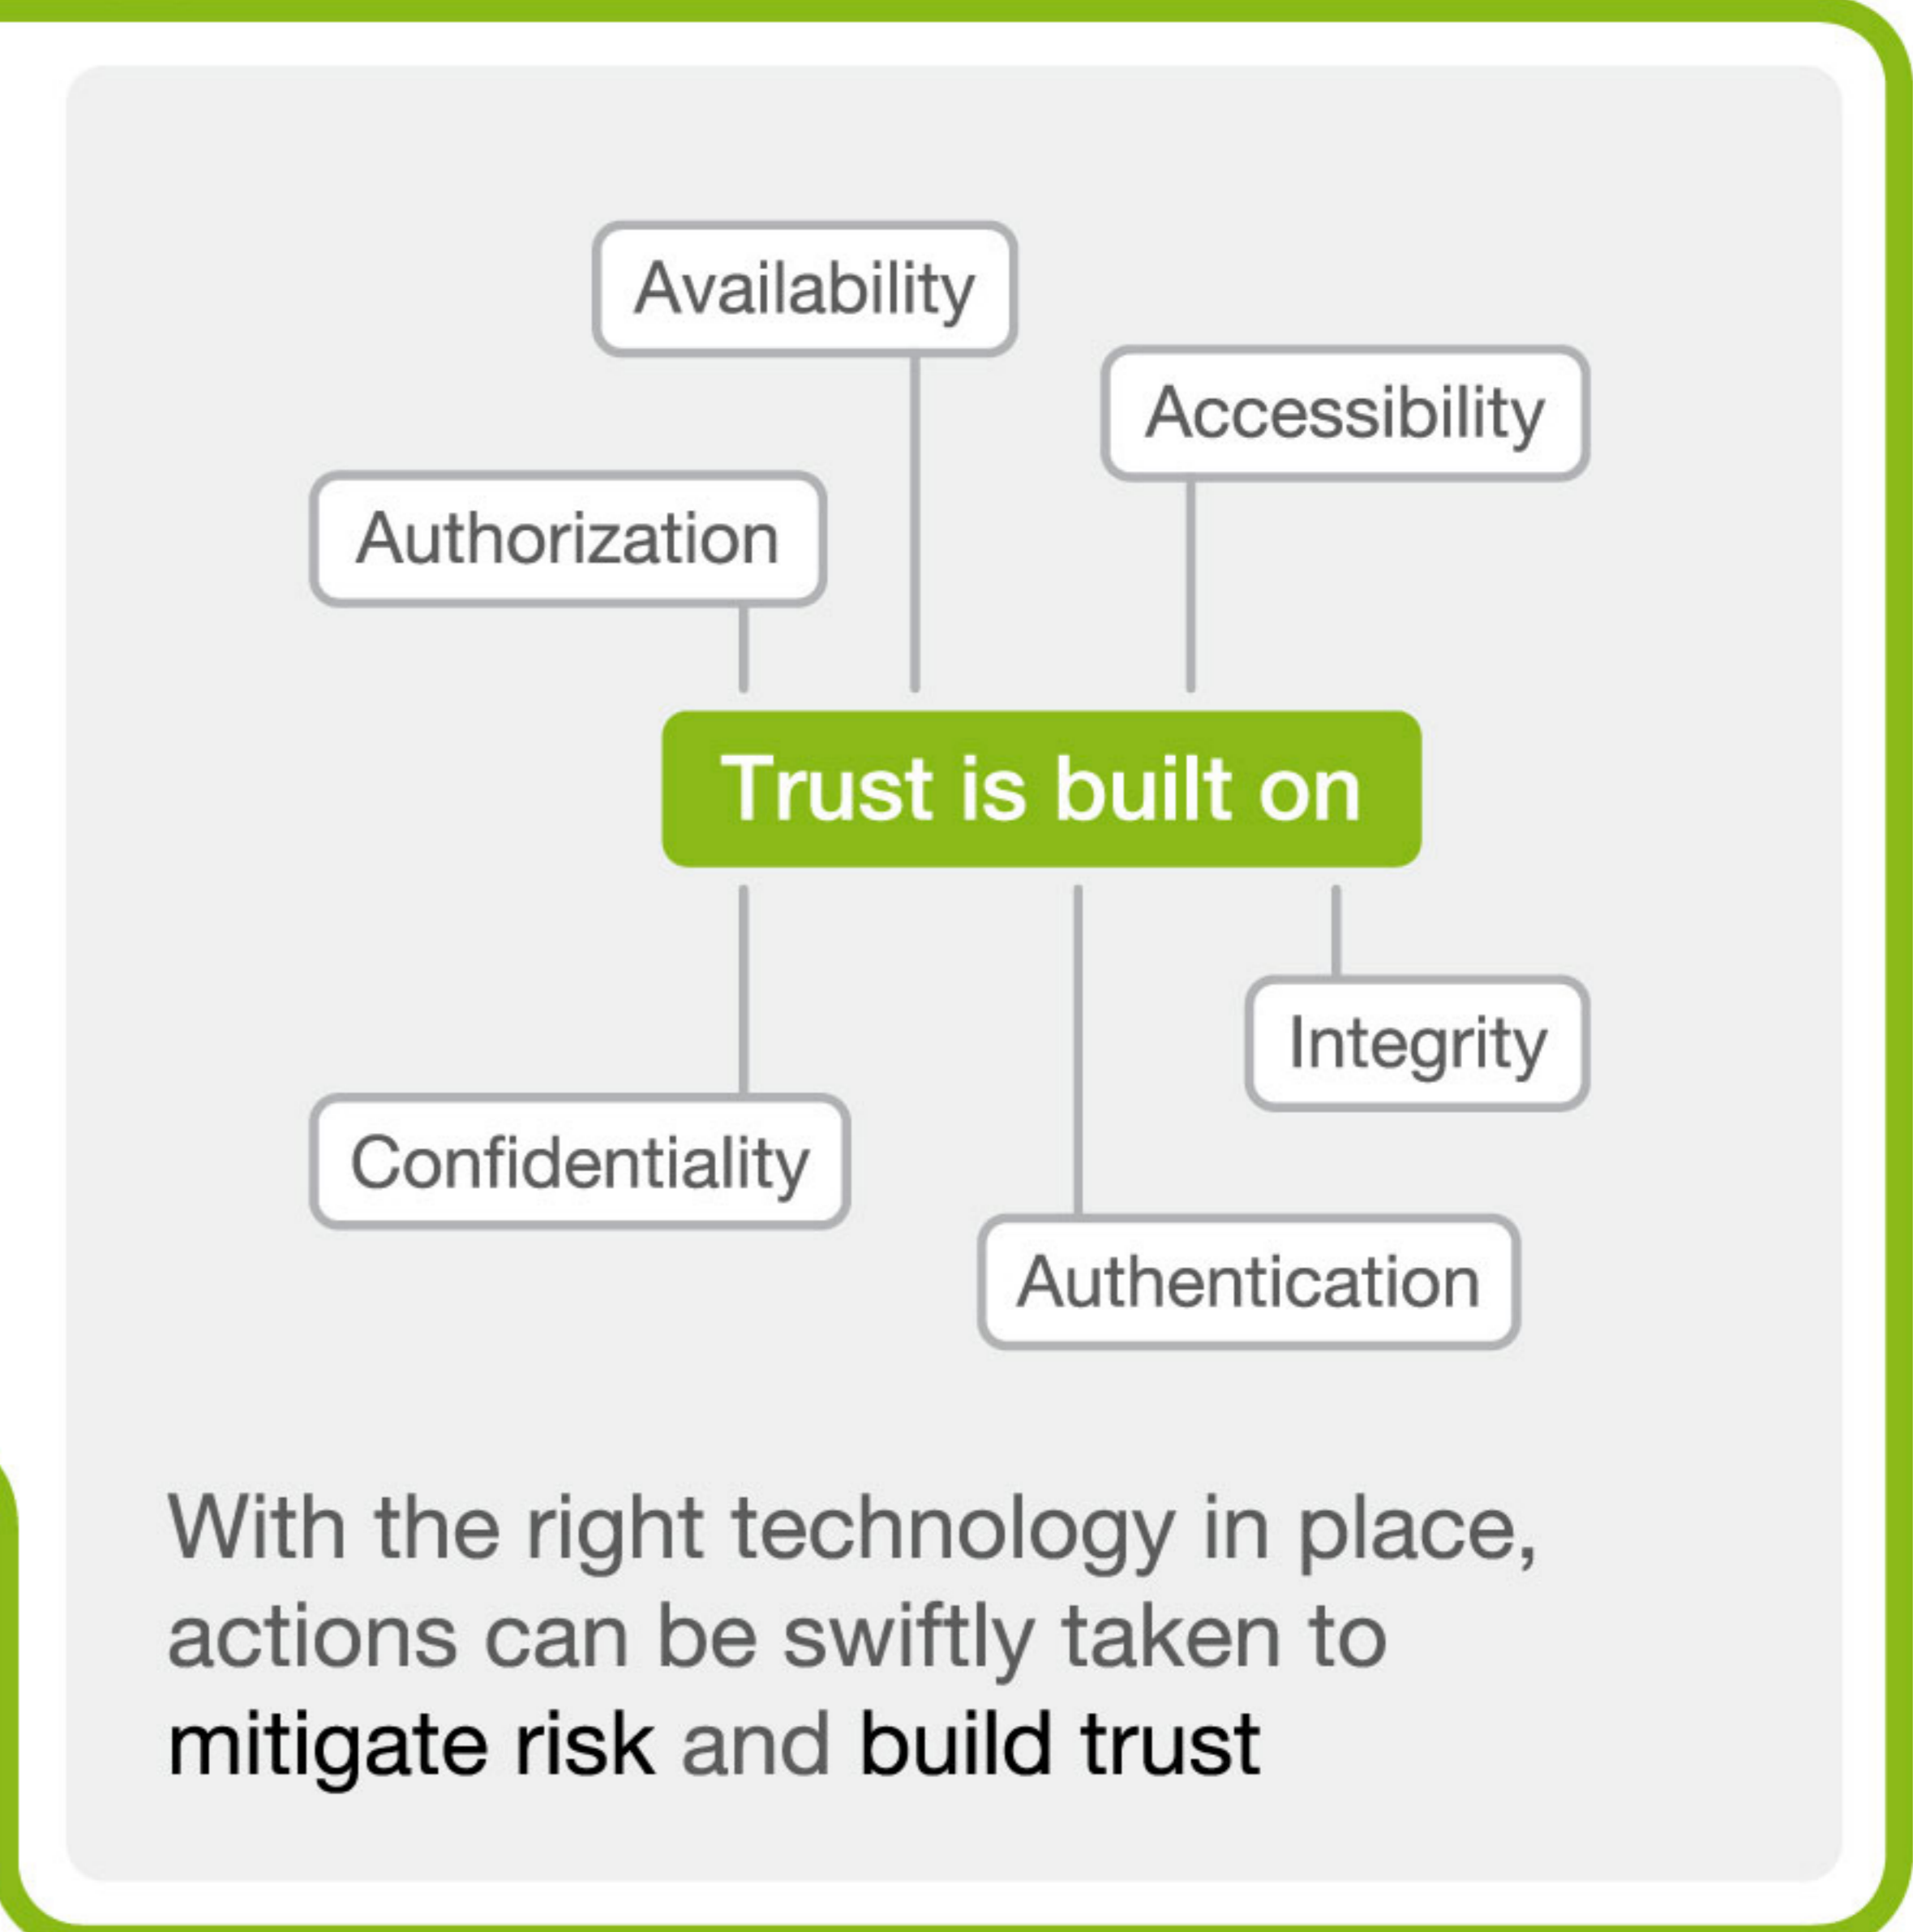 Availability
Accessibility
Authorization
Trust is built on
Integrity
Confidentiality
Authentication
With the right technology in place,
actions can be swiftly taken to
mitigate risk and build trust